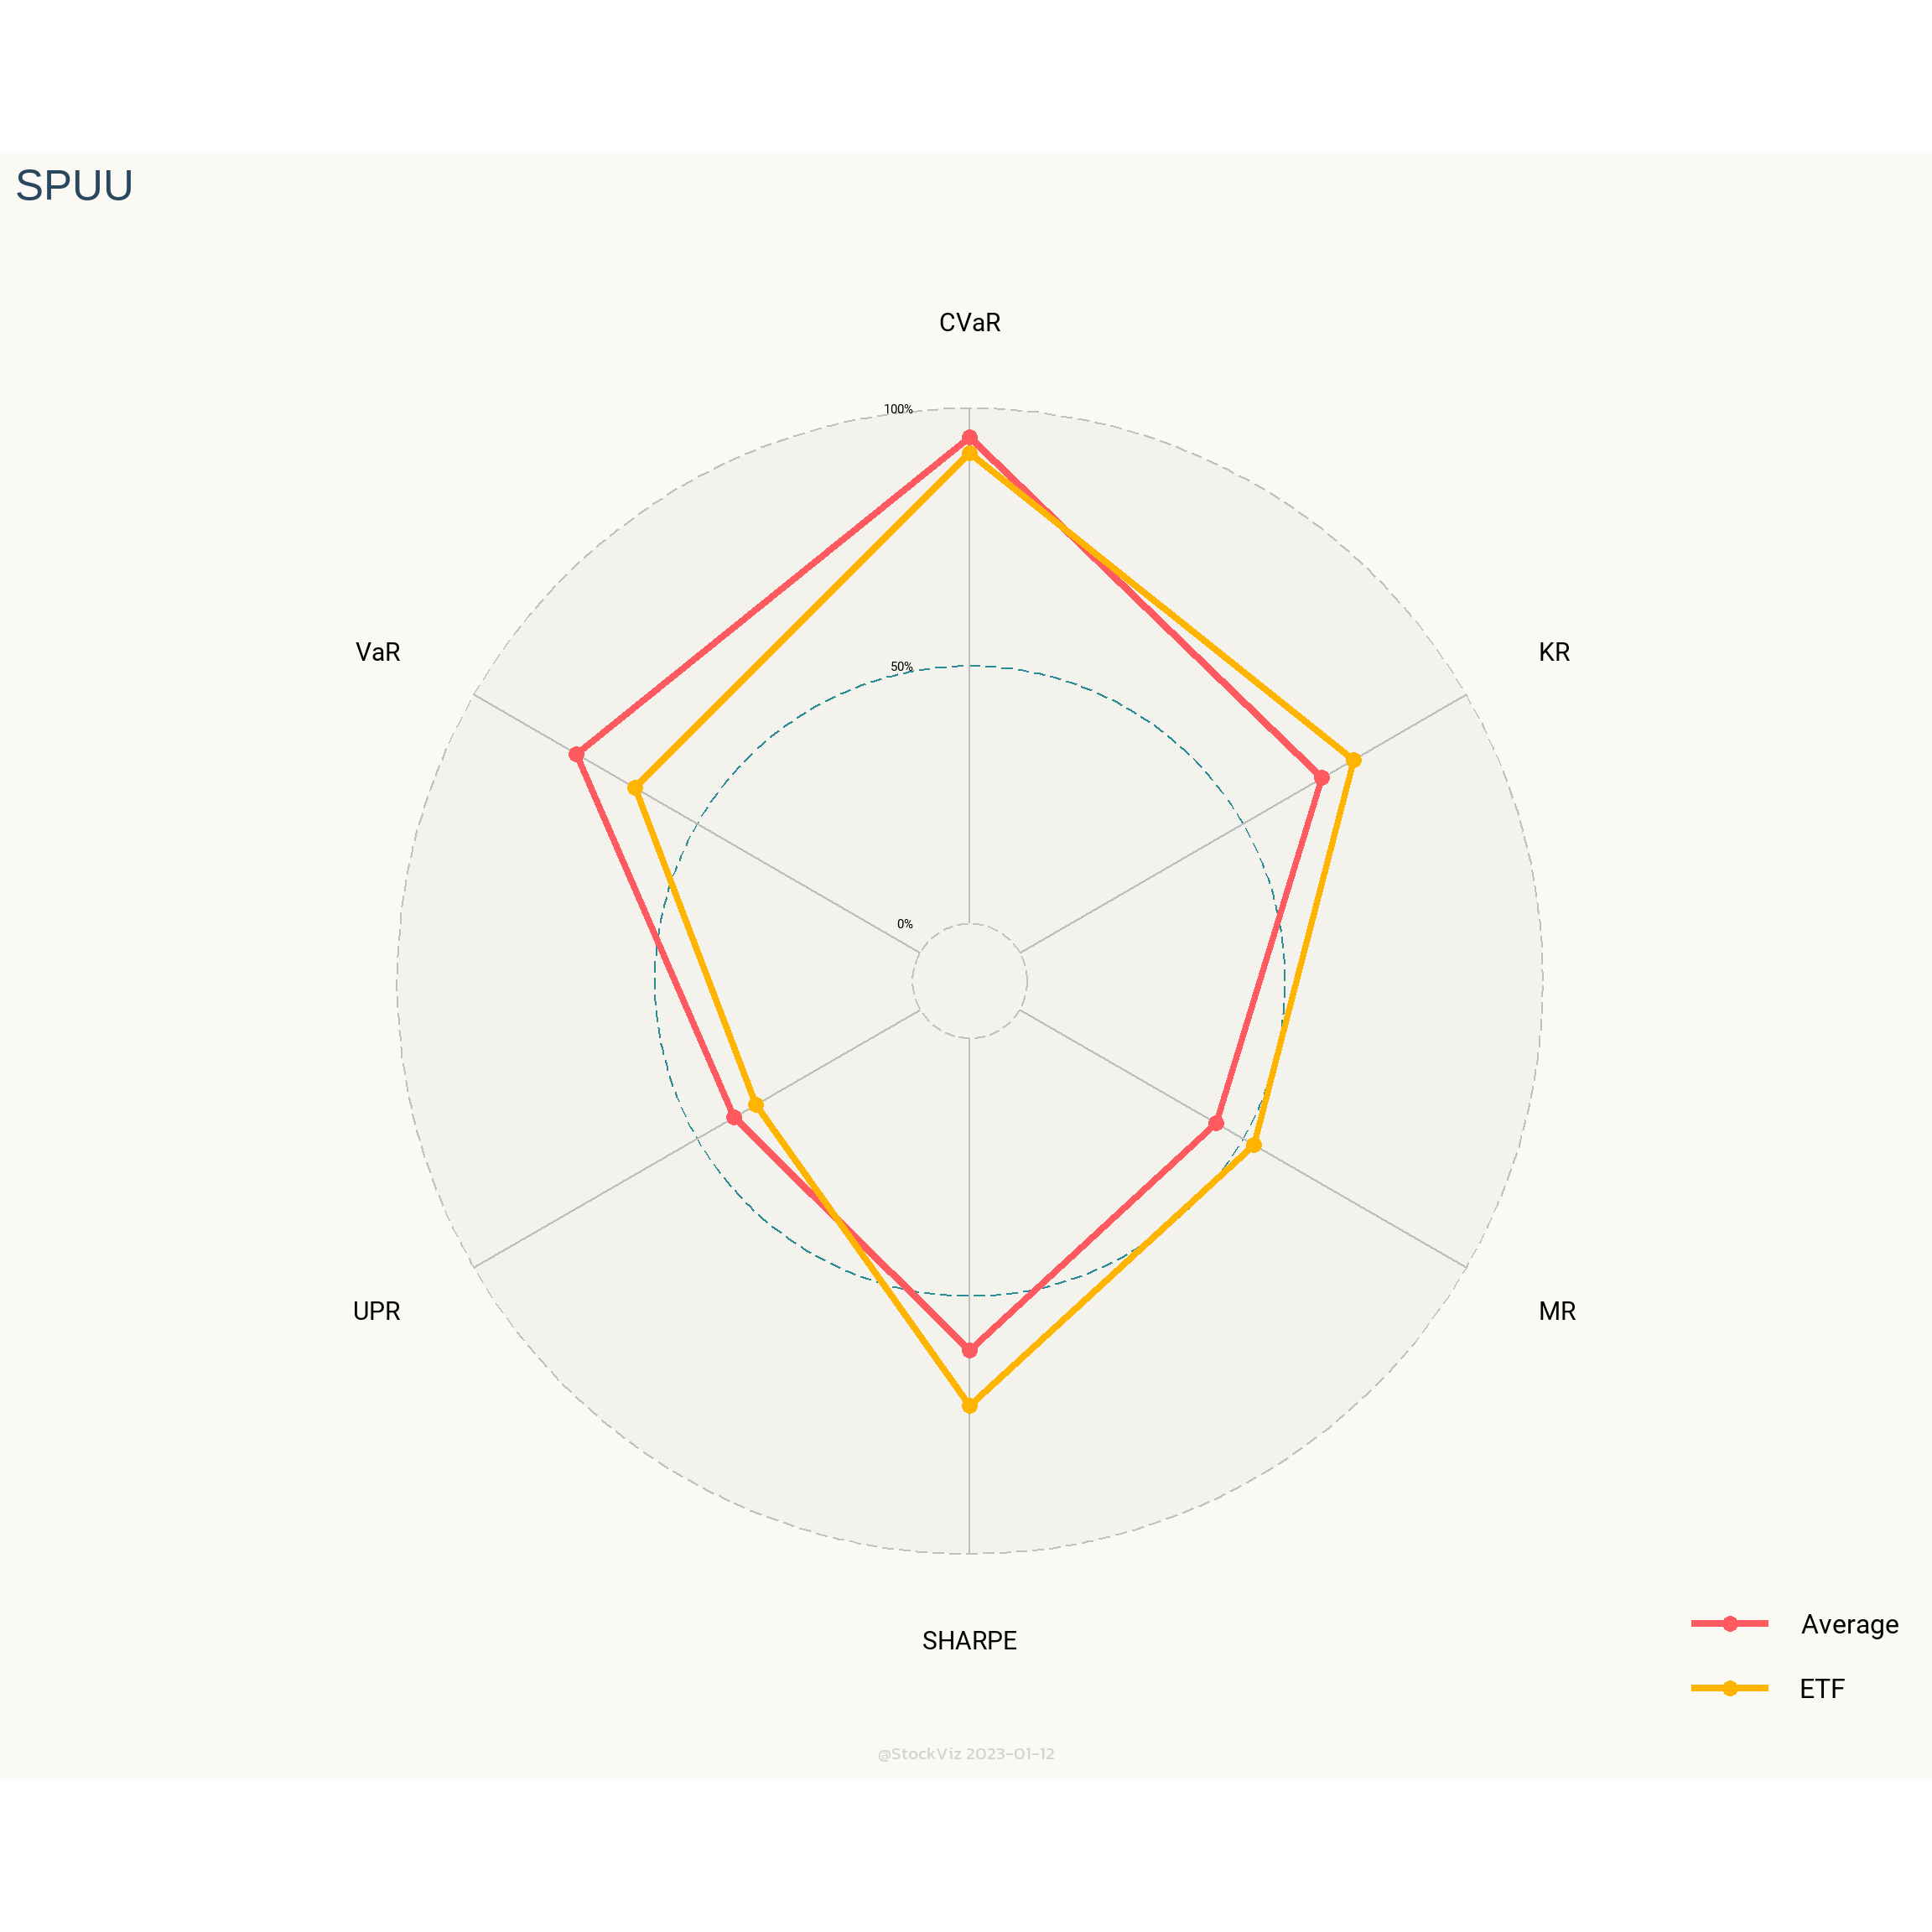 SPUU
CVaR
100%
VaR
KR
50%
0%
UPR
MR
SHARPE
Average
ETF
@StockViz 2023-01-12